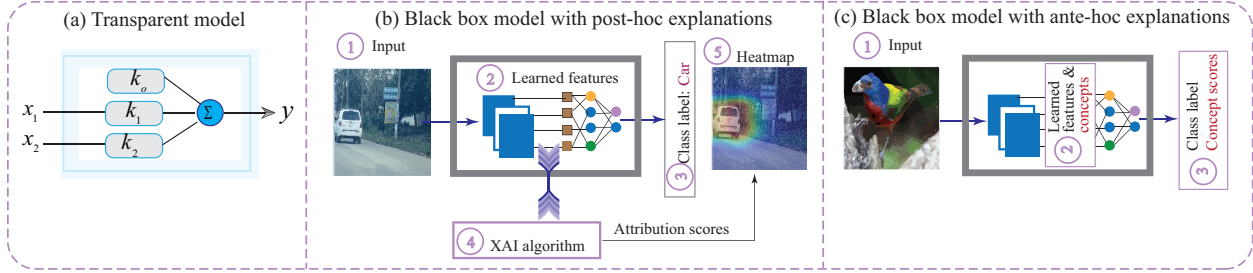 (a) Transparent model
k_o
x_1
k_1
Σ
y
x_2
k_2
(b) Black box model with post-hoc explanations
1 Input
2 Learned features
Class label: Car
3
5
Heatmap
4 XAI algorithm
Attribution scores
(c) Black box model with ante-hoc explanations
1 Input
Learned
features &
concepts
2
Class label
Concept scores
3